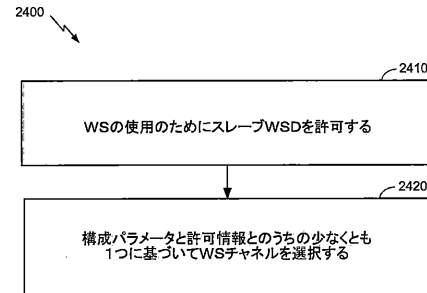 2400
2410
WSの使用のためにスレーブWSDを許可する
2420
構成パラメータと許可情報とのうちの少なくとも
1つに基づいてWSチャネルを選択する